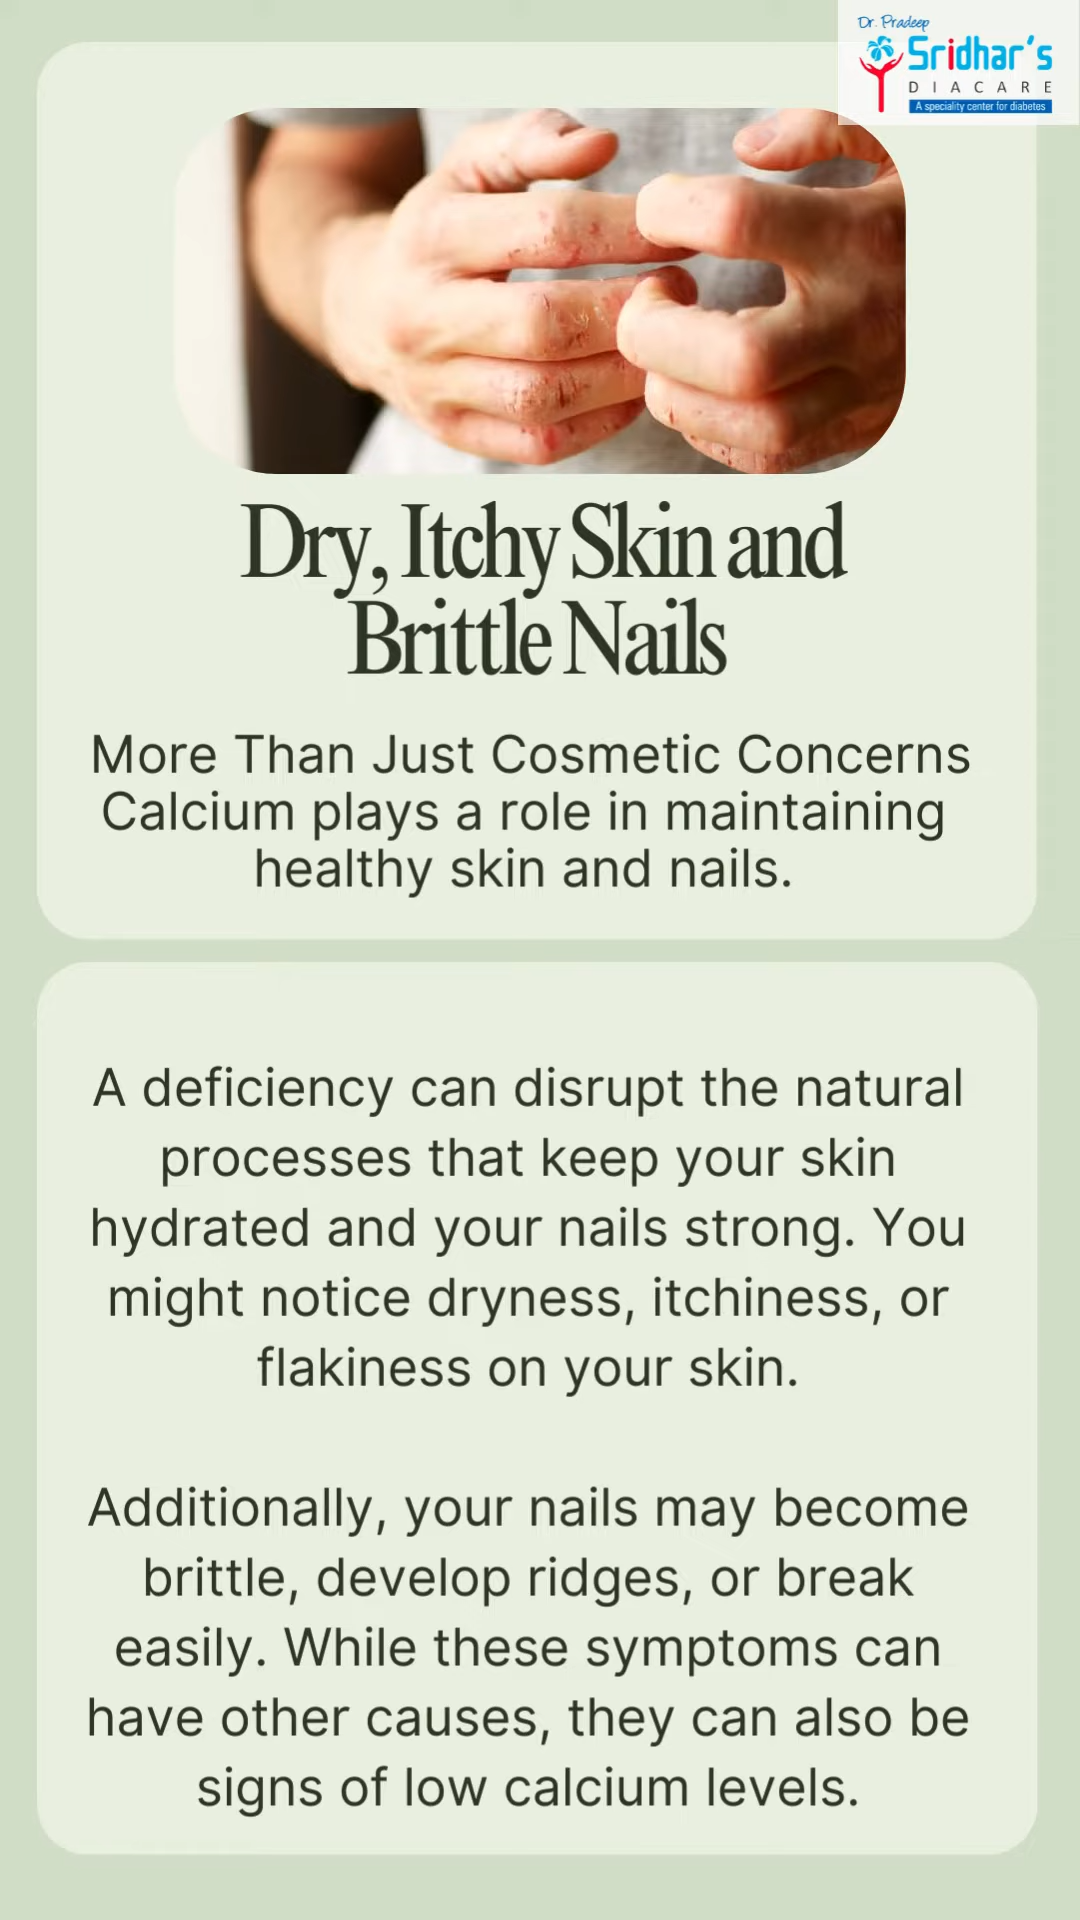 Dr. Pradeep
Sridhar's
DIACARE
A speciality center for diabetes
Dry, Itchy Skin and
Brittle Nails
More Than Just Cosmetic Concerns
Calcium plays a role in maintaining
healthy skin and nails.
A deficiency can disrupt the natural
processes that keep your skin
hydrated and your nails strong. You
might notice dryness, itchiness, or
flakiness on your skin.
Additionally, your nails may become
brittle, develop ridges, or break
easily. While these symptoms can
have other causes, they can also be
signs of low calcium levels.